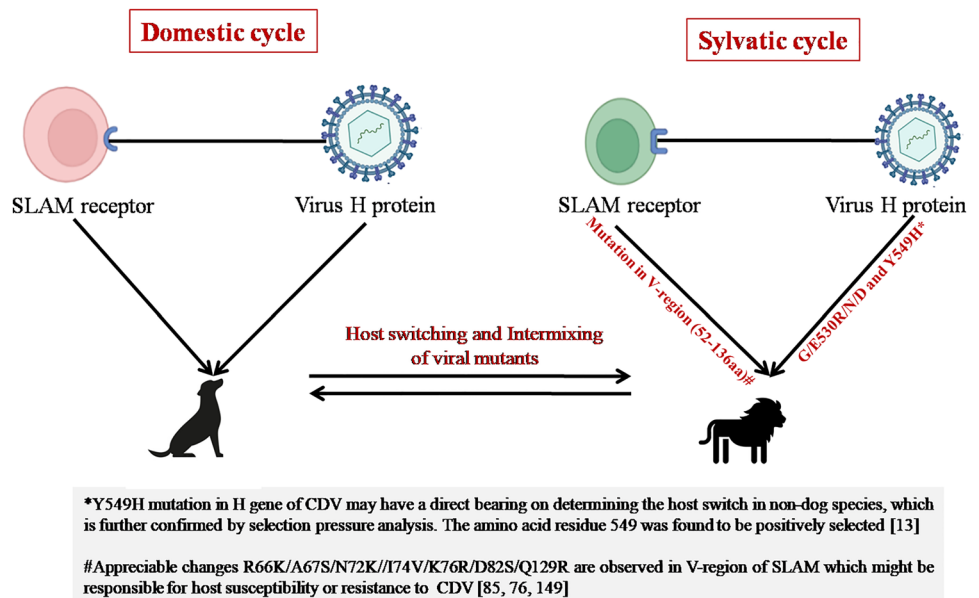 Domestic cycle
Sylvatic cycle
SLAM receptor
Virus H protein
SLAM receptor
Virus H protein
Mutation in V-region (52-136aa)#
G/E530R/N/D and Y549H*
Host switching and Intermixing
of viral mutants
*Y549H mutation in H gene of CDV may have a direct bearing on determining the host switch in non-dog species, which
is further confirmed by selection pressure analysis. The amino acid residue 549 was found to be positively selected [13]
#Appreciable changes R66K/A67S/N72K//I74V/K76R/D82S/Q129R are observed in V-region of SLAM which might be
responsible for host susceptibility or resistance to CDV [85, 76, 149]